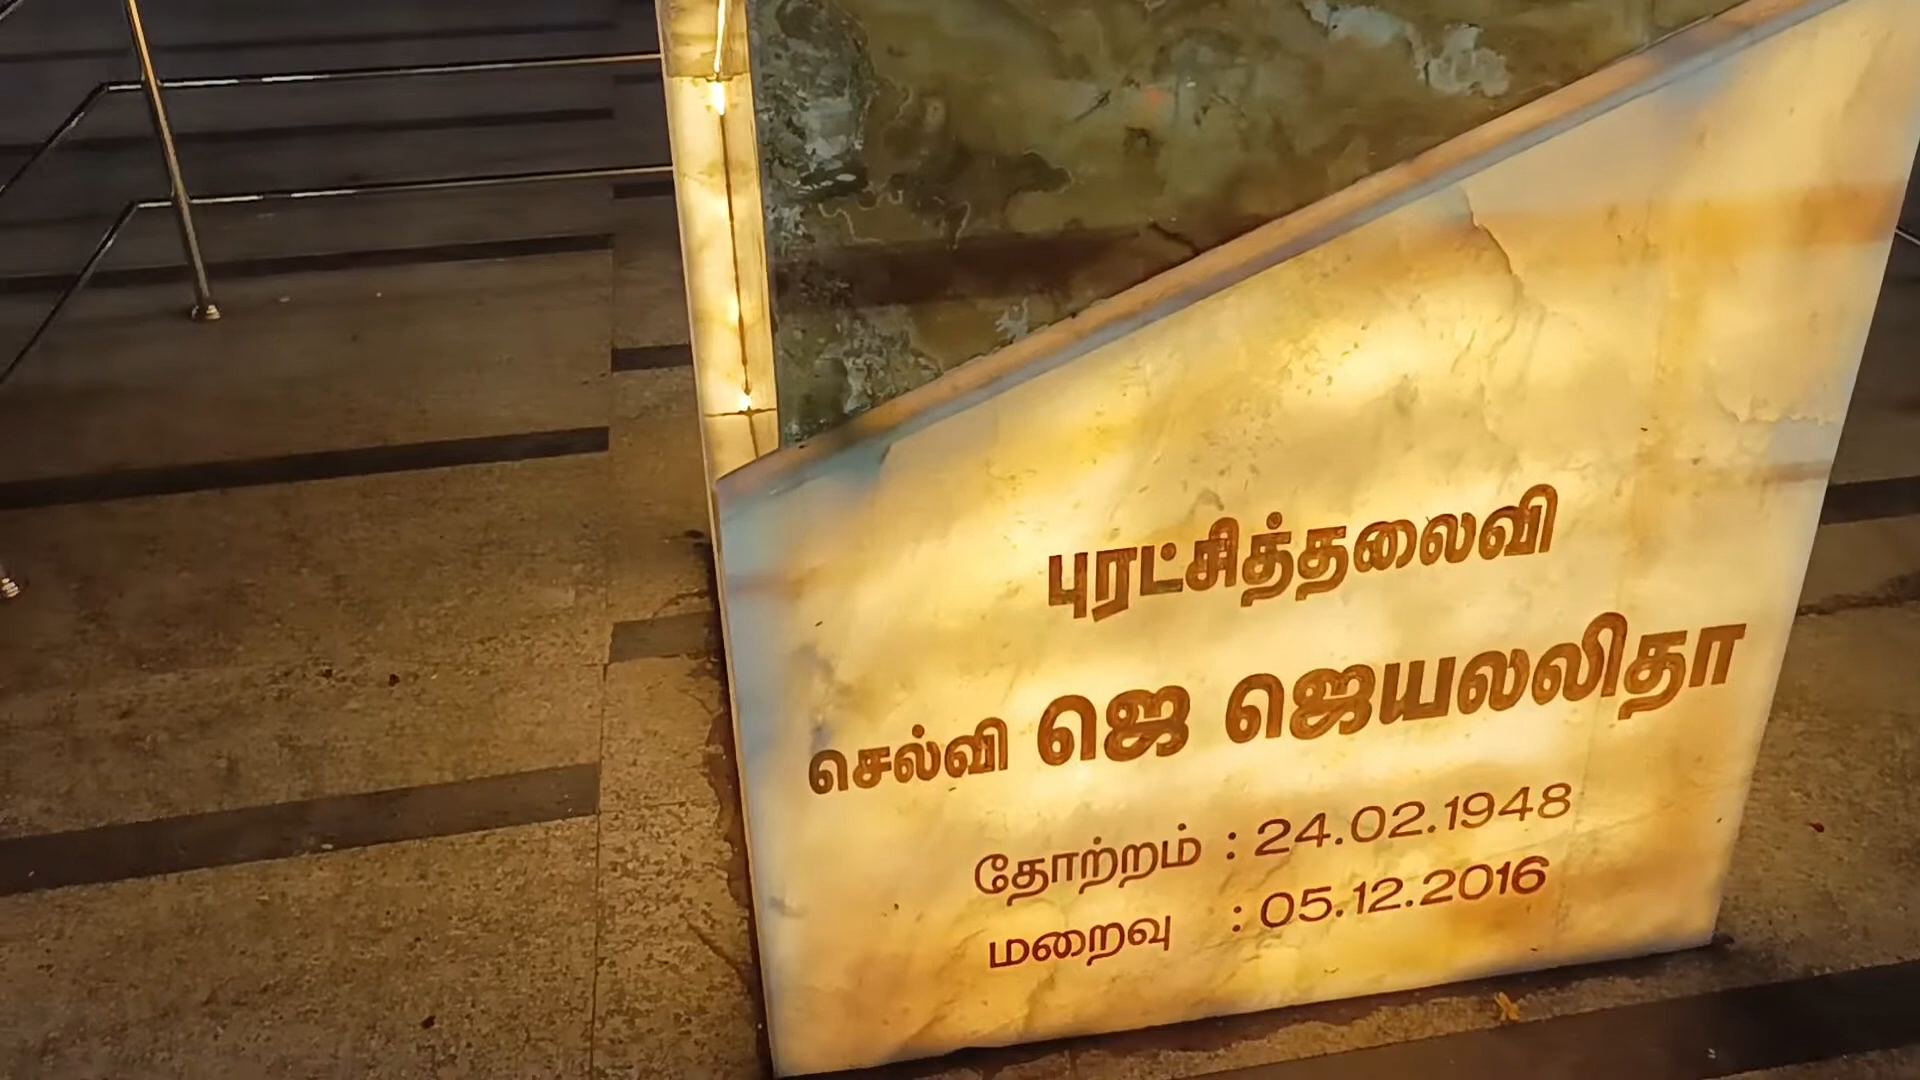 புரட்சித்தலைவி
செல்வி ஜெ ஜெயலலிதா
தோற்றம் : 24.02.1948
மறைவு : 05.12.2016